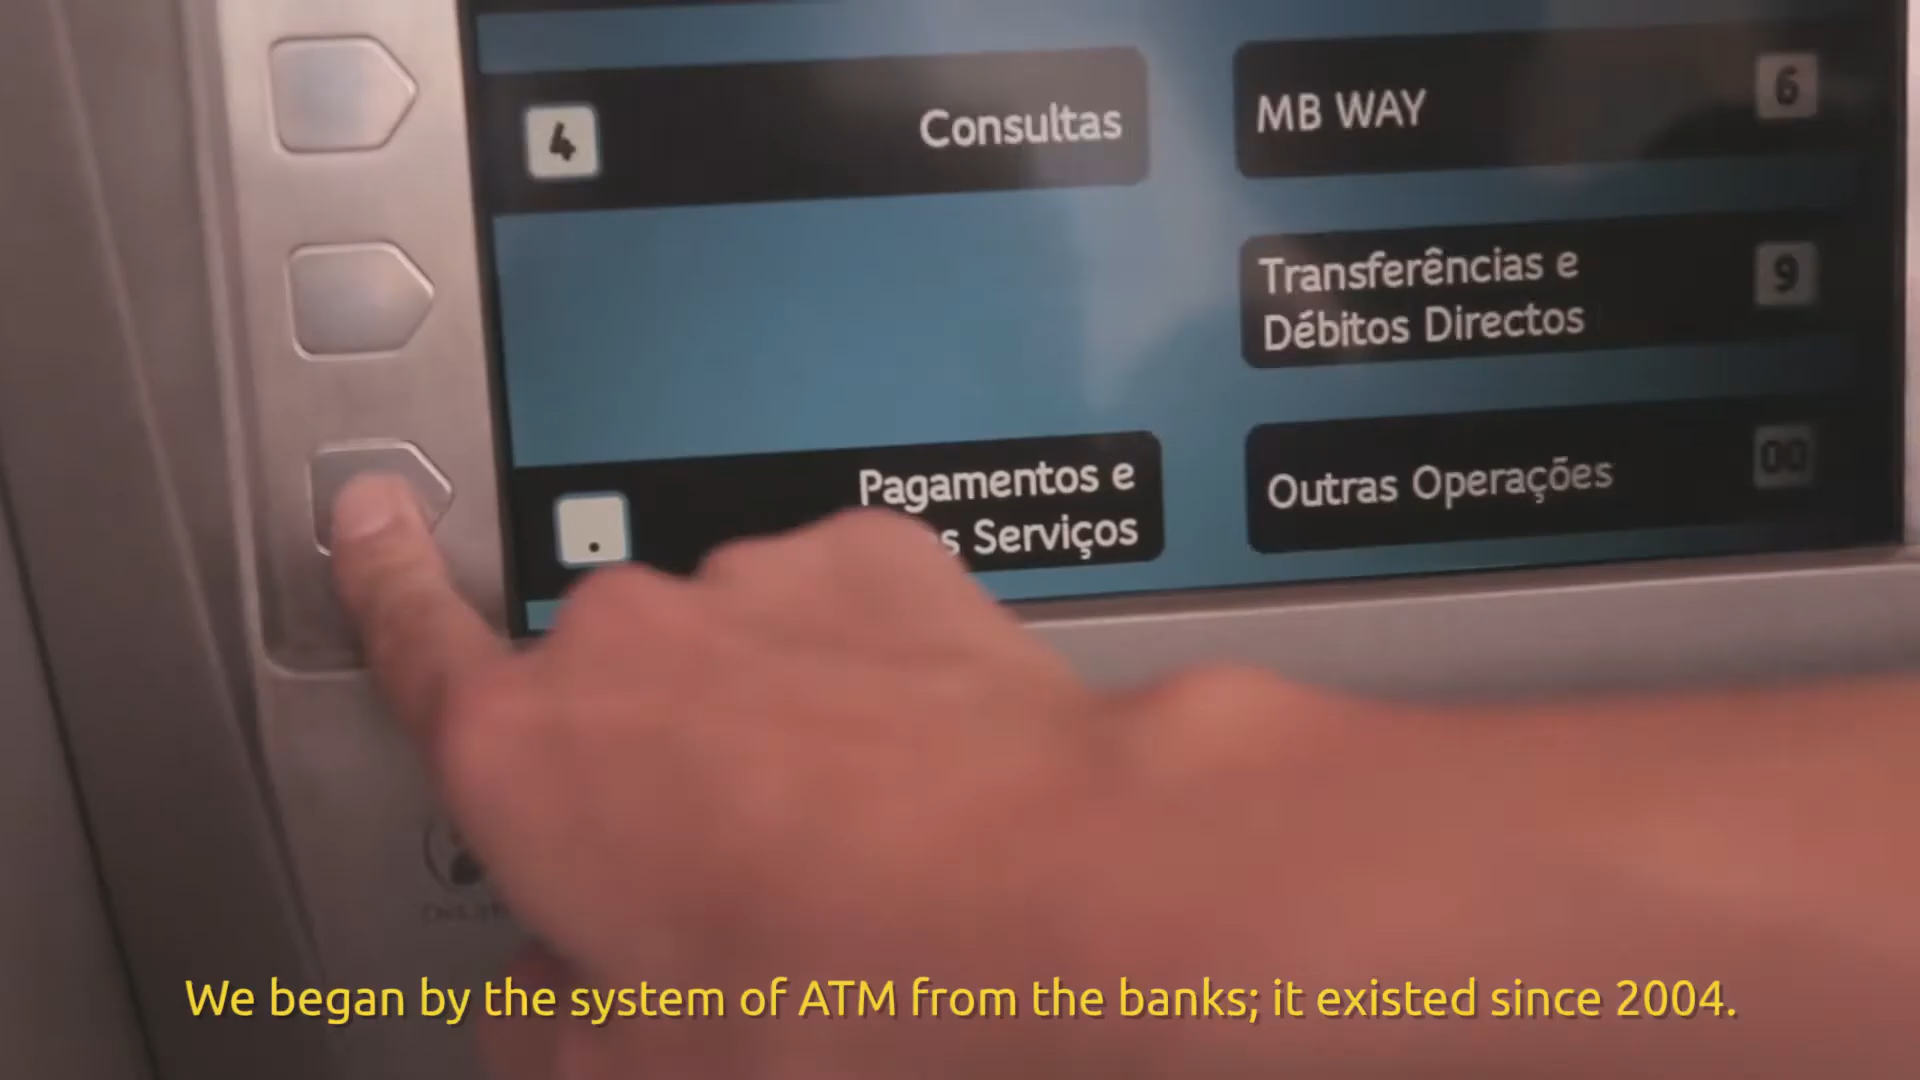 4
Consultas
MB WAY
6
Transferências e
Débitos Directos
9
Pagamentos e
Serviços
.
Outras Operações
00
We began by the system of ATM from the banks; it existed since 2004.